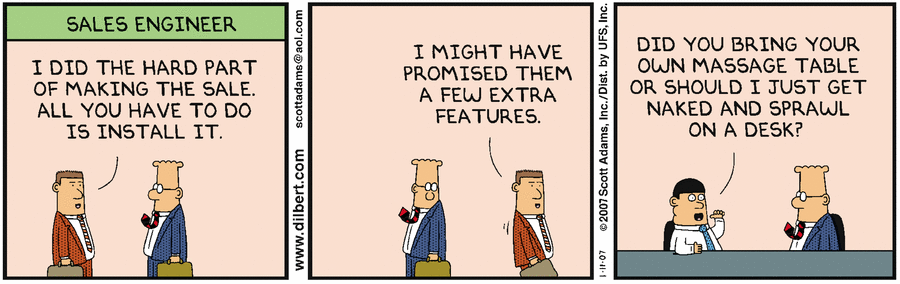 SALES ENGINEER
I DID THE HARD PART
OF MAKING THE SALE.
ALL YOU HAVE TO DO
IS INSTALL IT.
www.dilbert.com
scottadams@aol.com
I MIGHT HAVE
PROMISED THEM
A FEW EXTRA
FEATURES.
1-11-07
©2007 Scott Adams, Inc./Dist. by UFS, Inc.
DID YOU BRING YOUR
OWN MASSAGE TABLE
OR SHOULD I JUST GET
NAKED AND SPRAWL
ON A DESK?